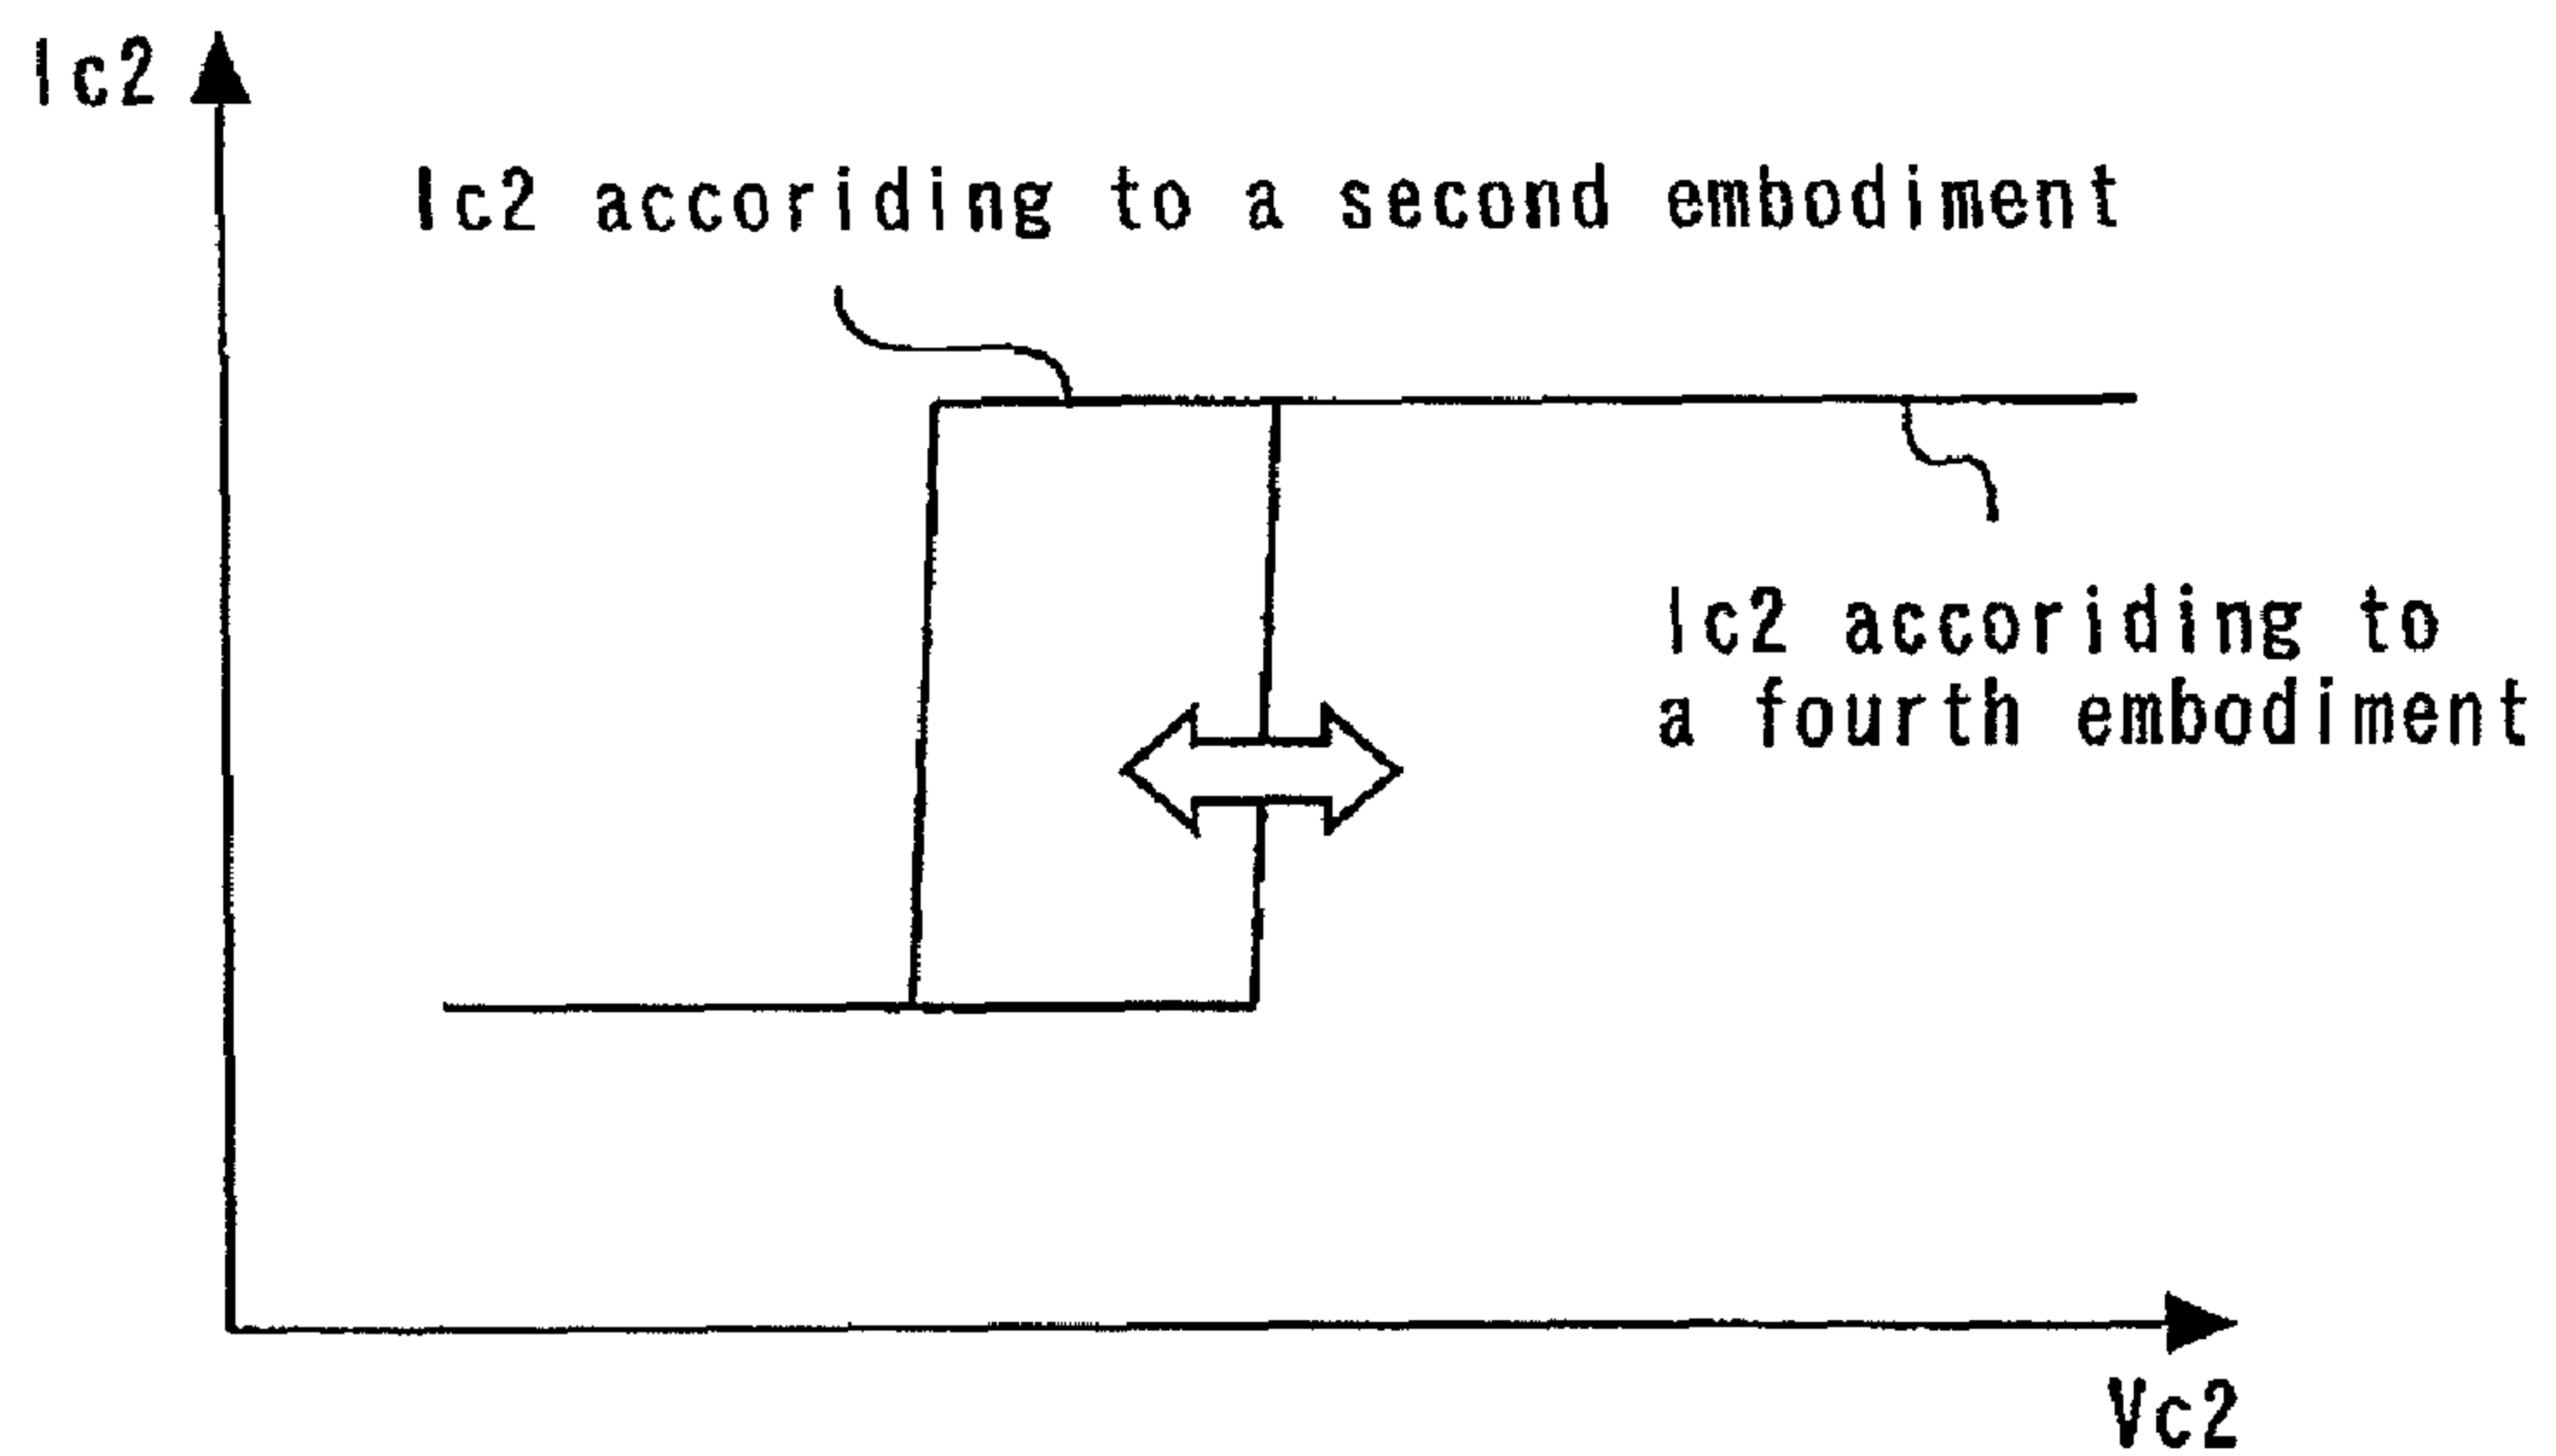 Ic2
Ic2 accoriding to a second embodiment
Ic2 accoriding to
a fourth embodiment
Vc2